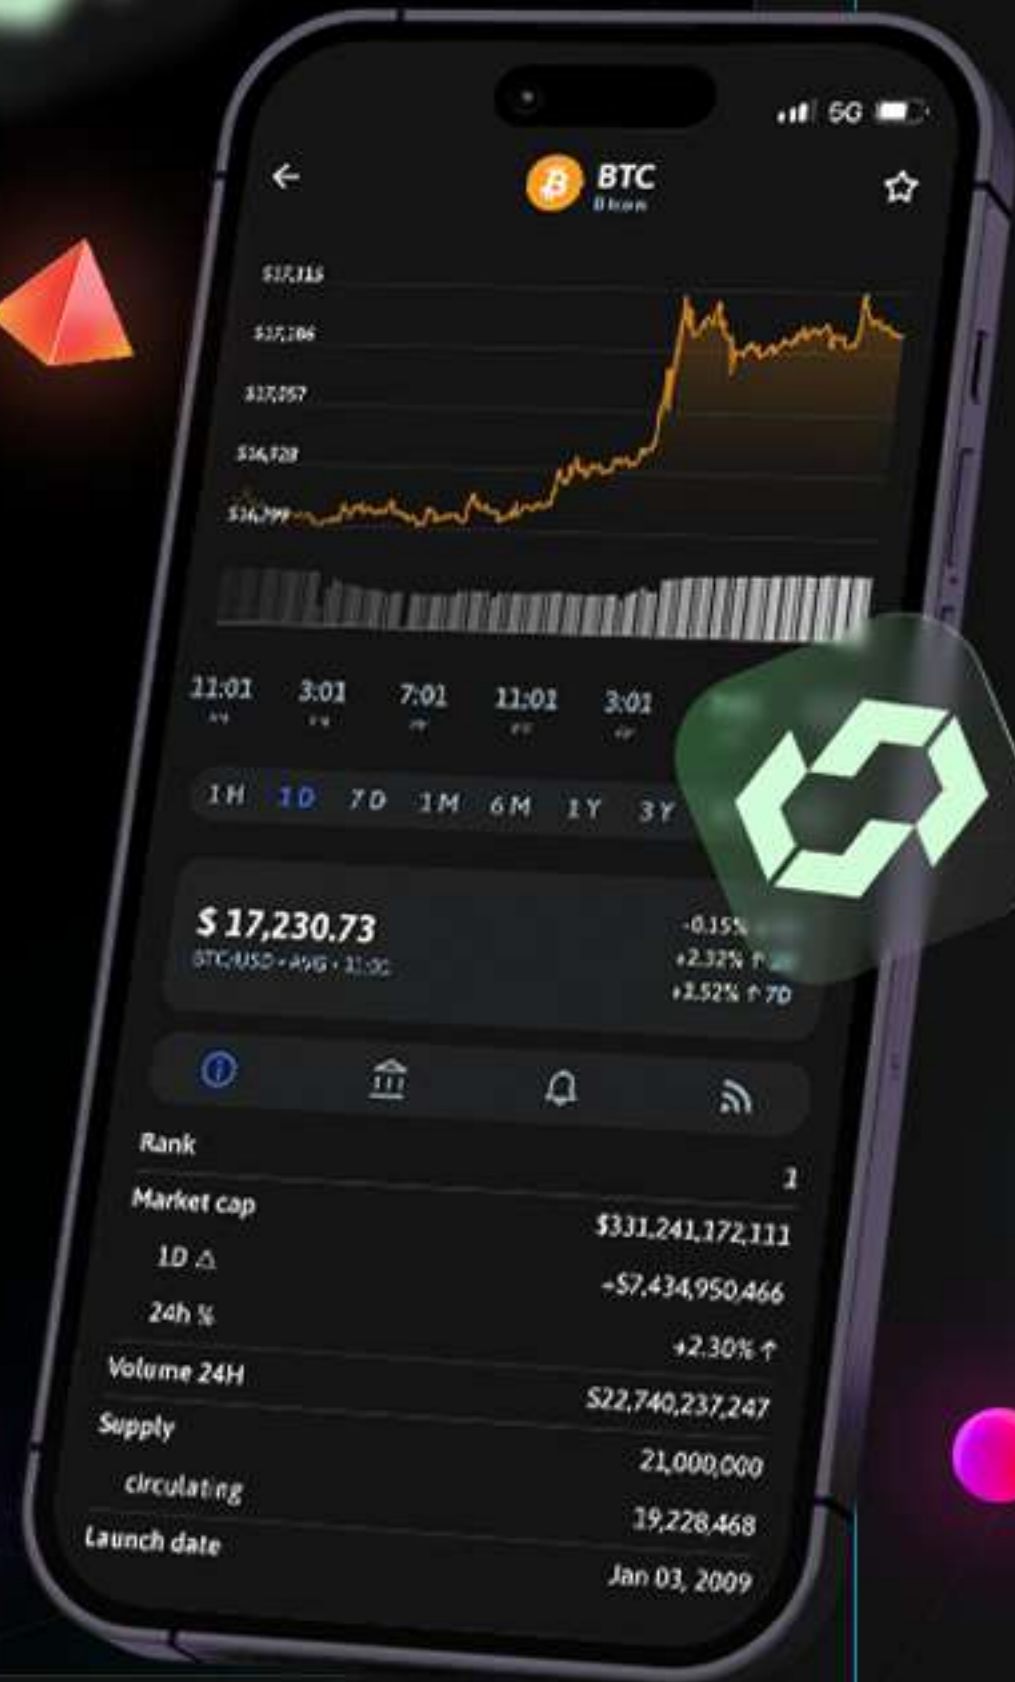 5G
BTC
$17,315
$17,186
$17,057
$16,928
$16,799
11:01
3:01
7:01
11:01
3:01
1H 1D 7D 1M 6M 1Y 3Y
$ 17,230.73
-0.15%
BTC/USD • AVG •
+2.32% ↑
↑ 7D
Rank
1
Market cap
$331,241,172,111
1D △
+$7,434,950,466
24h %
+2.30% ↑
Volume 24H
$22,740,237,247
Supply
21,000,000
circulating
19,228,468
Launch date
Jan 03, 2009